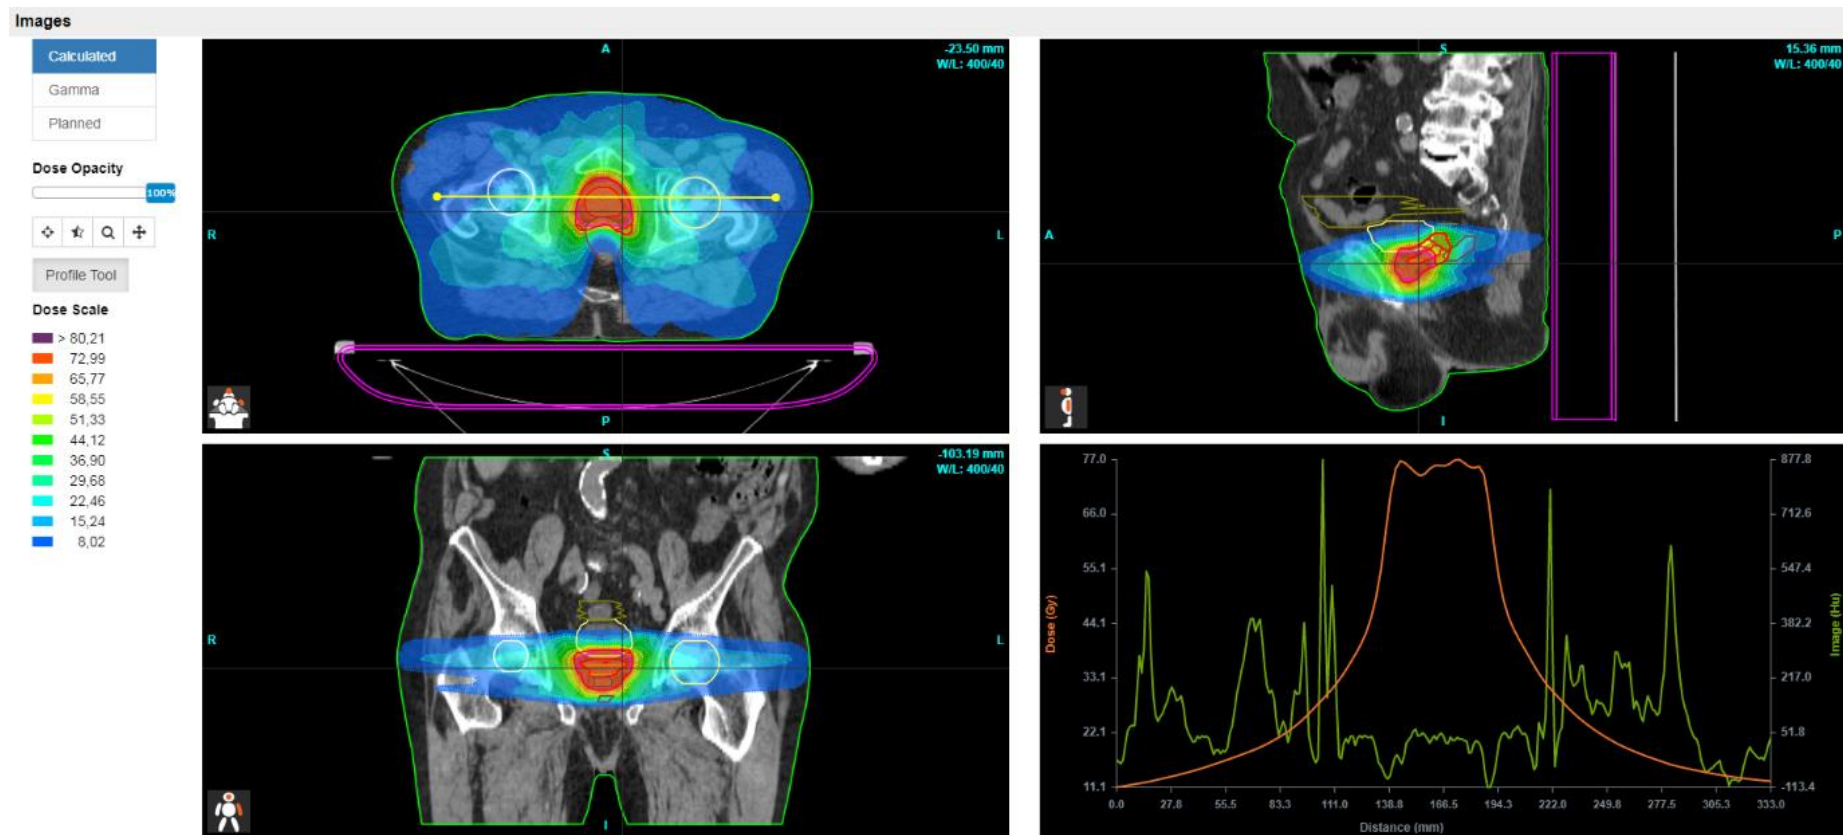 Images
Calculated
Gamma
Planned
Dose Opacity
100%
Profile Tool
Dose Scale
> 80,21
72,99
65,77
58,55
51,33
44,12
36,90
29,68
22,46
15,24
8,02
A
-23.50 mm
W/L: 400/40
R
L
P
S
15.36 mm
W/L: 400/40
A
P
I
S
-103.19 mm
W/L: 400/40
R
L
I
77.0
66.0
55.1
44.1
33.1
22.1
11.1
Dose (Gy)
877.8
712.6
547.4
382.2
217.0
51.8
-113.4
Image (Hu)
0.0 27.8 55.5 83.3 111.0 138.8 166.5 194.3 222.0 249.8 277.5 305.3 333.0
Distance (mm)